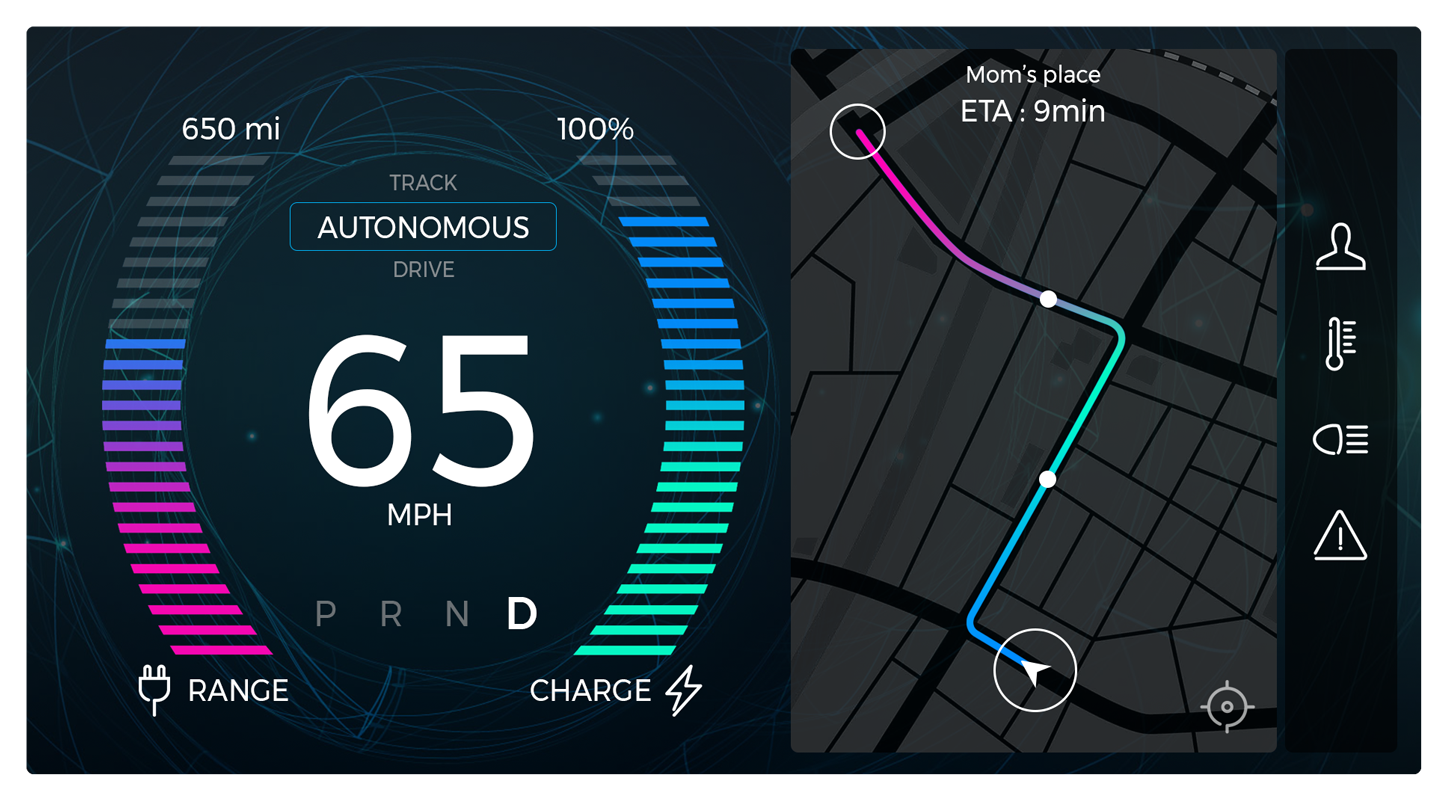 650 mi
100%
TRACK
AUTONOMOUS
DRIVE
65
MPH
P R N D
RANGE
CHARGE
Mom’s place
ETA : 9min